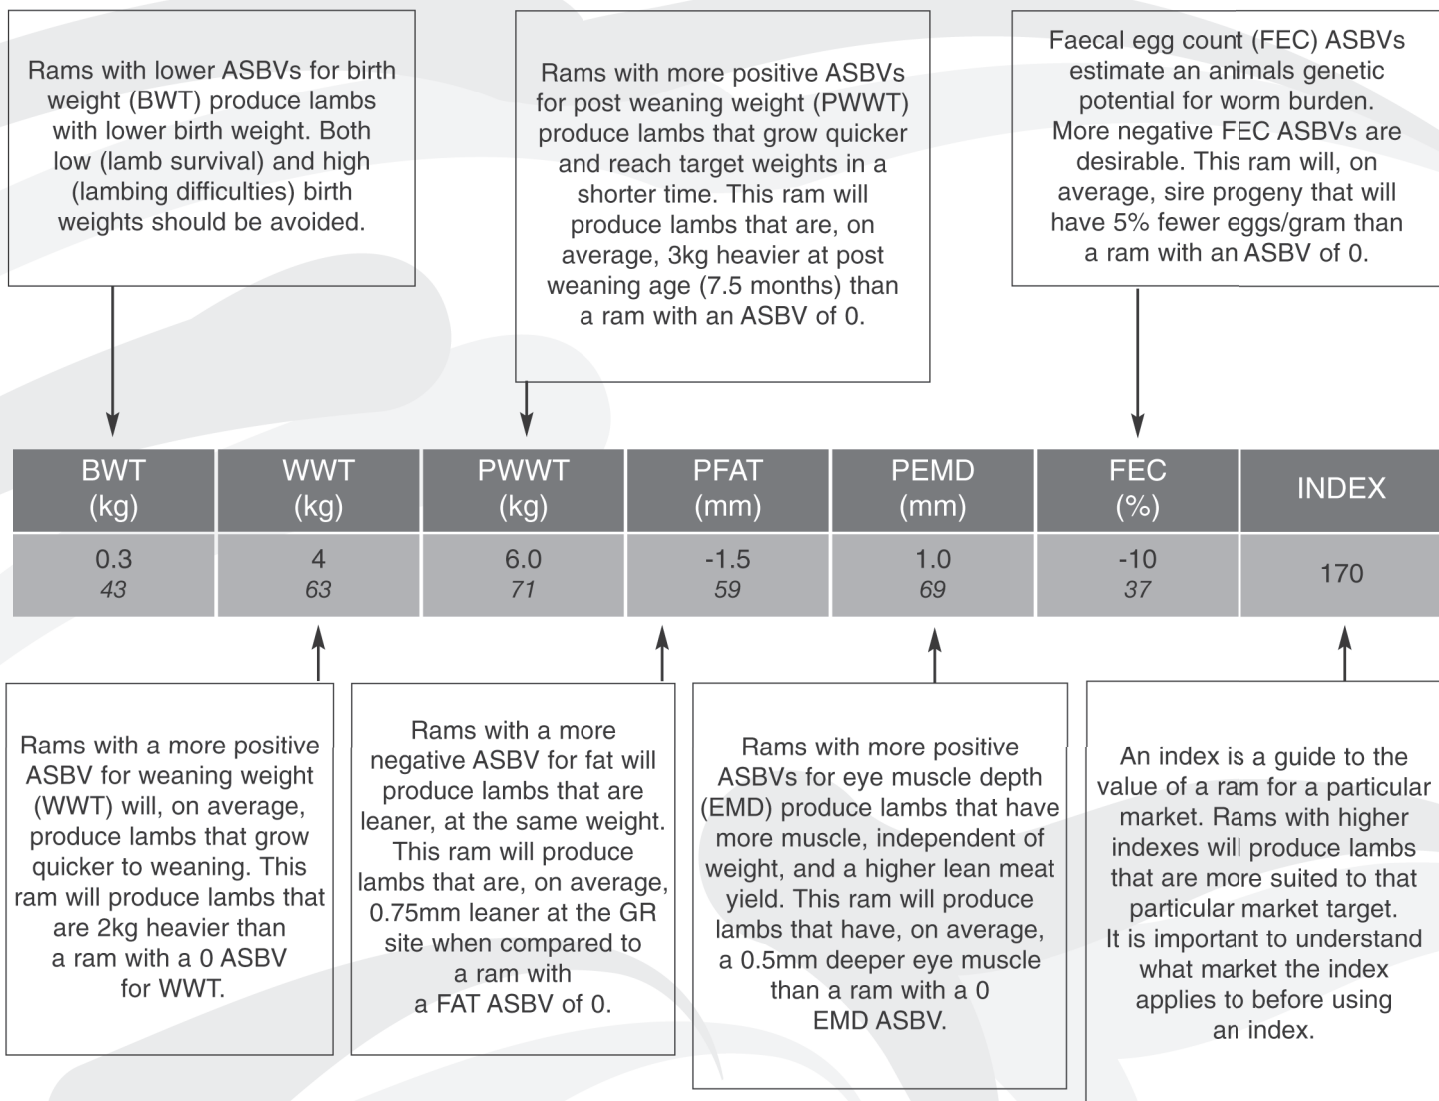 Rams with lower ASBVs for birth
weight (BWT) produce lambs
with lower birth weight. Both
low (lamb survival) and high
(lambing difficulties) birth
weights should be avoided.
Rams with more positive ASBVs
for post weaning weight (PWWT)
produce lambs that grow quicker
and reach target weights in a
shorter time. This ram will
produce lambs that are, on
average, 3kg heavier at post
weaning age (7.5 months) than
a ram with an ASBV of 0.
Faecal egg count (FEC) ASBVs
estimate an animals genetic
potential for worm burden.
More negative FEC ASBVs are
desirable. This ram will, on
average, sire progeny that will
have 5% fewer eggs/gram than
a ram with an ASBV of 0.
BWT WWT PWWT PFAT PEMD FEC INDEX
(kg) (kg) (kg) (mm) (mm) (%)
0.3 4 6.0 -1.5 1.0 -10 170
43 63 71 59 69 37
Rams with a more positive
ASBV for weaning weight
(WWT) will, on average,
produce lambs that grow
quicker to weaning. This
ram will produce lambs that
are 2kg heavier than
a ram with a 0 ASBV
for WWT.
Rams with a more
negative ASBV for fat will
produce lambs that are
leaner, at the same weight.
This ram will produce
lambs that are, on average,
0.75mm leaner at the GR
site when compared to
a ram with
a FAT ASBV of 0.
Rams with more positive
ASBVs for eye muscle depth
(EMD) produce lambs that have
more muscle, independent of
weight, and a higher lean meat
yield. This ram will produce
lambs that have, on average,
a 0.5mm deeper eye muscle
than a ram with a 0
EMD ASBV.
An index is a guide to the
value of a ram for a particular
market. Rams with higher
indexes will produce lambs
that are more suited to that
particular market target.
It is important to understand
what market the index
applies to before using
an index.